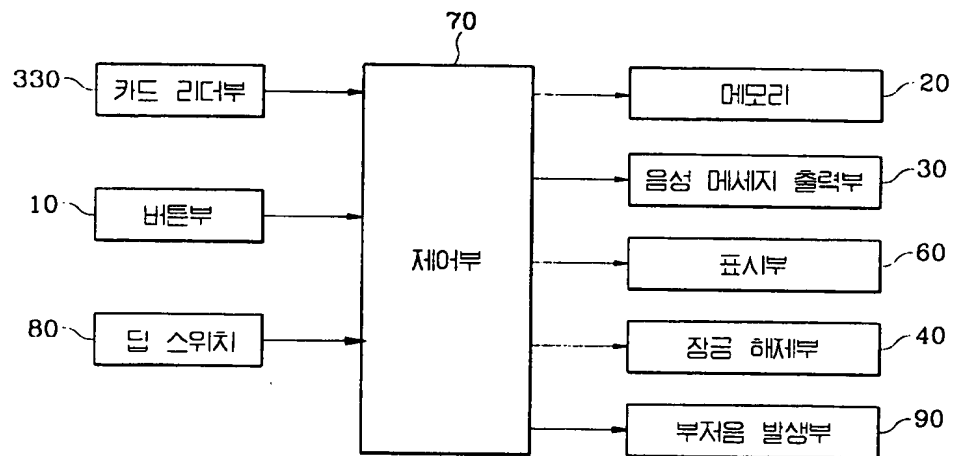 70
330 카드 리더부
메모리 20
음성 메세지 출력부 30
10 버튼부
제어부
표시부 60
80 딥 스위치
장금 해제부 40
부저음 발생부 90